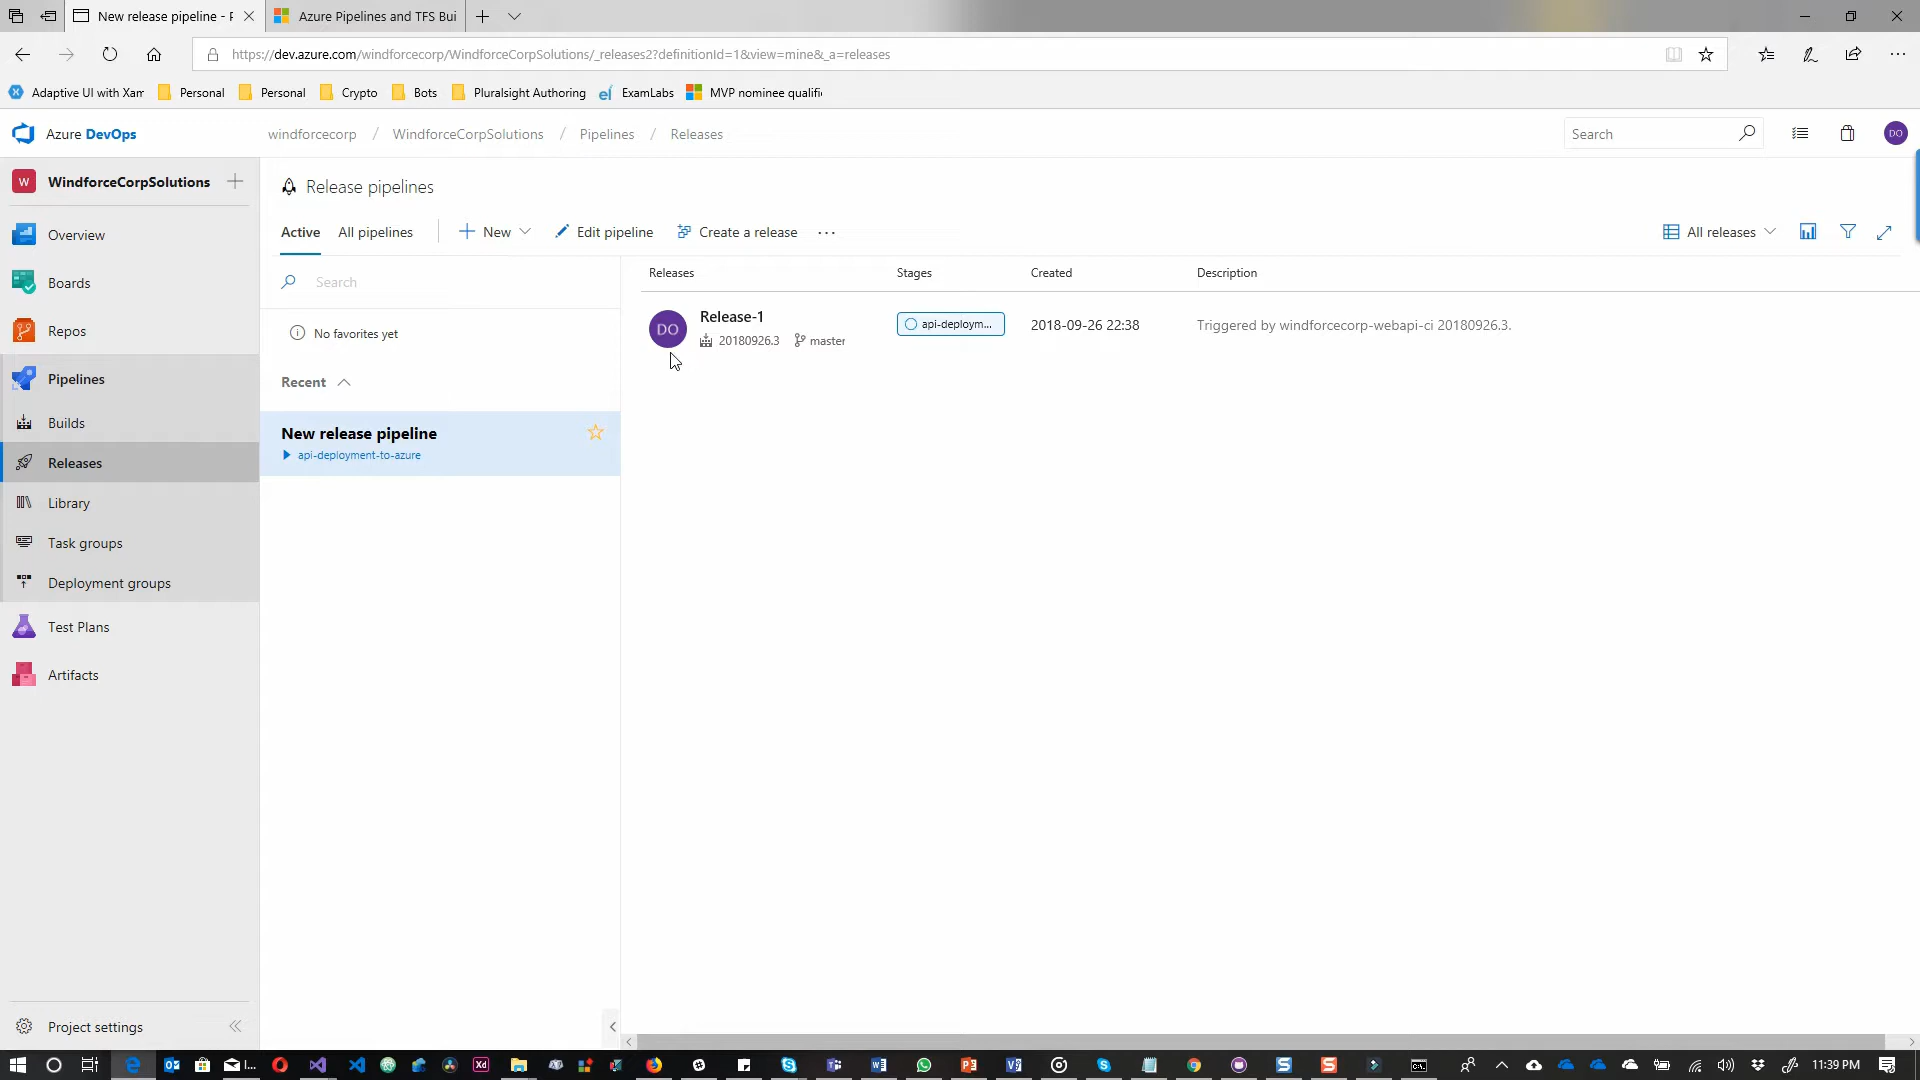 New release pipeline - F
Azure Pipelines and TFS Bui
https://dev.azure.com/windforcecorp/WindforceCorpSolutions/_releases2?definitionId=1&view=mine&_a=releases
Adaptive UI with Xam
Personal
Personal
Crypto
Bots
Pluralsight Authoring
ExamLabs
MVP nominee qualific
Azure DevOps
windforcecorp / WindforceCorpSolutions / Pipelines / Releases
Search
DO
W
WindforceCorpSolutions
Overview
Boards
Repos
Pipelines
Builds
Releases
Library
Task groups
Deployment groups
Test Plans
Artifacts
Project settings
Release pipelines
Active
All pipelines
New
Edit pipeline
Create a release
All releases
Search
No favorites yet
Recent
New release pipeline
api-deployment-to-azure
Releases
Stages
Created
Description
DO
Release-1
20180926.3
master
api-deploym...
2018-09-26 22:38
Triggered by windforcecorp-webapi-ci 20180926.3.
11:39 PM